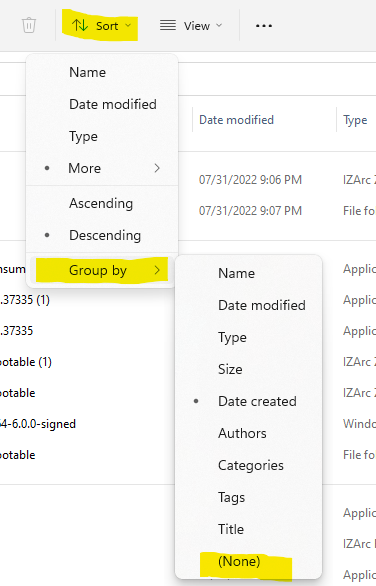 Sort
View
Name
Date modified
Type
More
Ascending
Descending
Group by
Name
Date modified
Type
Size
Date created
Authors
Categories
Tags
Title
(None)
Date modified Type
07/31/2022 9:06 PM IZArc
07/31/2022 9:07 PM File fo
nsum Applic
.37335 (1) Applic
.37335 Applic
ootable (1) IZArc
ootable IZArc
64-6.0.0-signed Windo
ootable File fo
Applic
IZArc
Applic